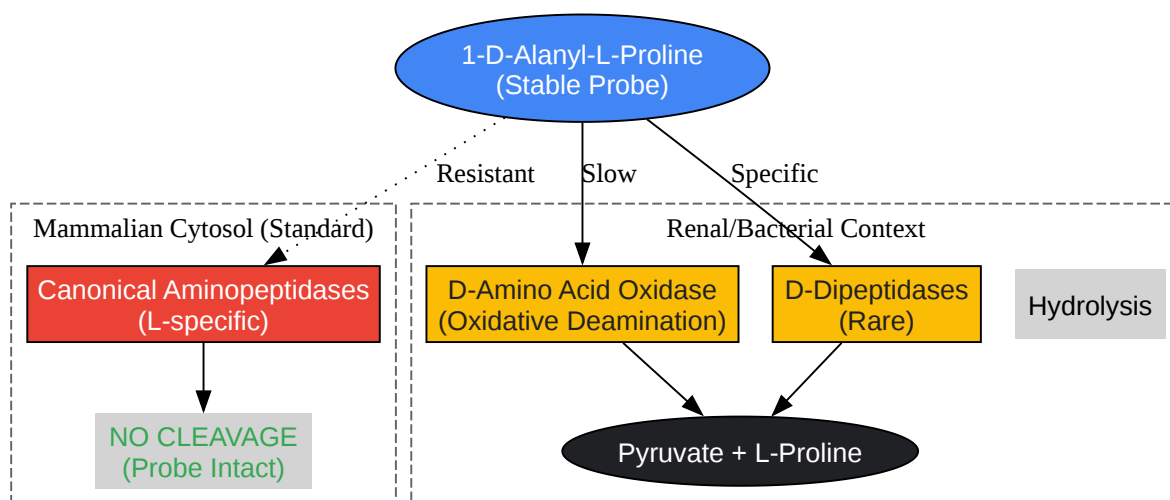 1-D-Alanyl-L-Proline
(Stable Probe)
Resistant
Slow
Specific
Mammalian Cytosol (Standard)
Renal/Bacterial Context
Canonical Aminopeptidases
(L-specific)
D-Amino Acid Oxidase
(Oxidative Deamination)
D-Dipeptidases
(Rare)
Hydrolysis
NO CLEAVAGE
(Probe Intact)
Pyruvate + L-Proline